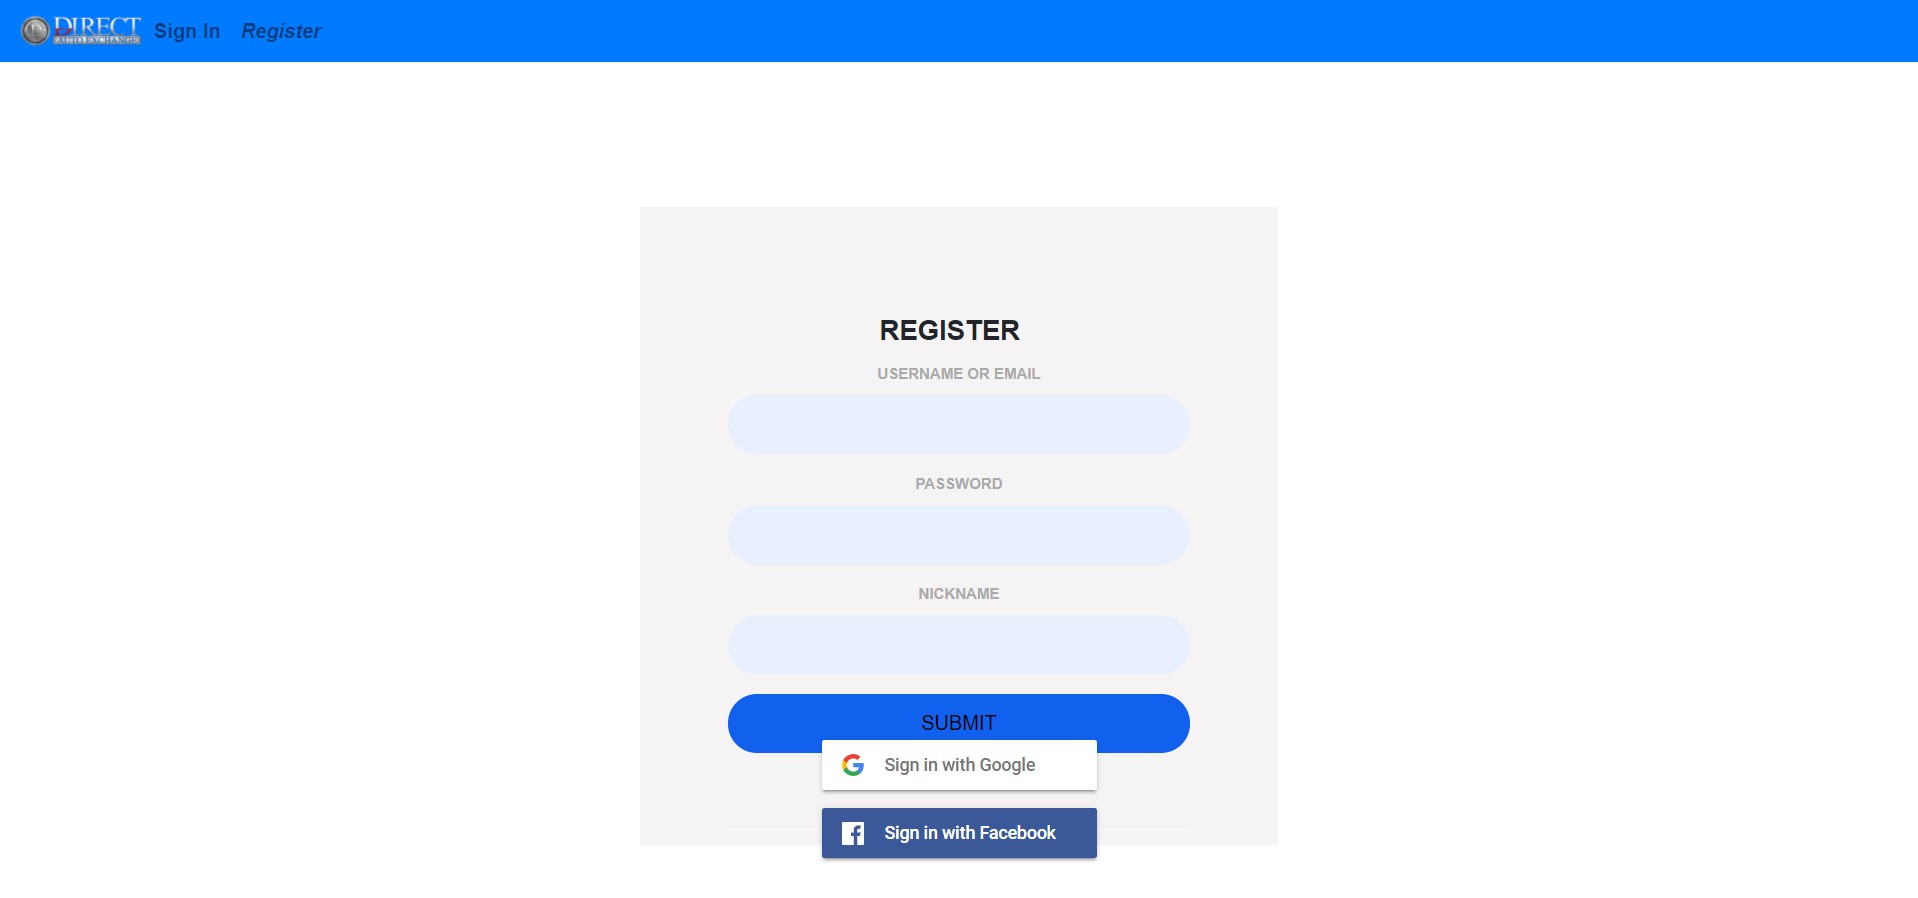 DIRECT
AUTO EXCHANGE
Sign In
Register
REGISTER
USERNAME OR EMAIL
PASSWORD
NICKNAME
SUBMIT
Sign in with Google
Sign in with Facebook